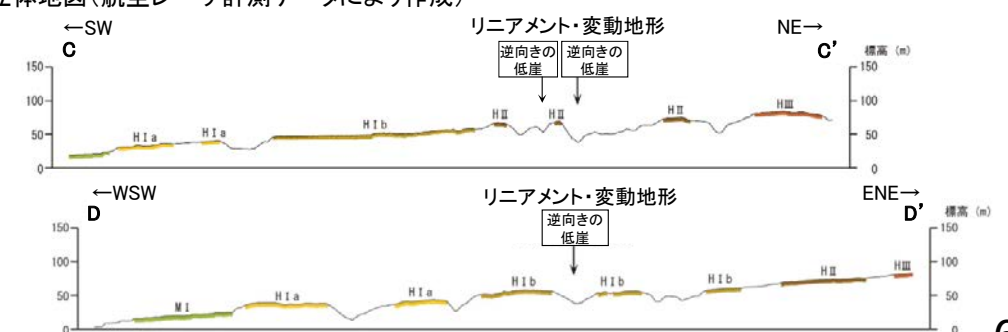 立体地図(航空レーザ計測データにより作成)
←SW
リニアメント・変動地形
NE→
C
逆向きの
低崖
逆向きの
低崖
C'
標高 (m)
150
150
100
HⅡ
HⅡ
HⅡ
HⅢ
100
HⅠa
HⅠa
HⅠb
50
50
0
0
←WSW
リニアメント・変動地形
ENE→
D
逆向きの
低崖
D'
標高 (m)
150
150
100
100
HⅠa
HⅠa
HⅠb
HⅠb
HⅠb
HⅡ
HⅢ
50
MⅠ
50
0
0